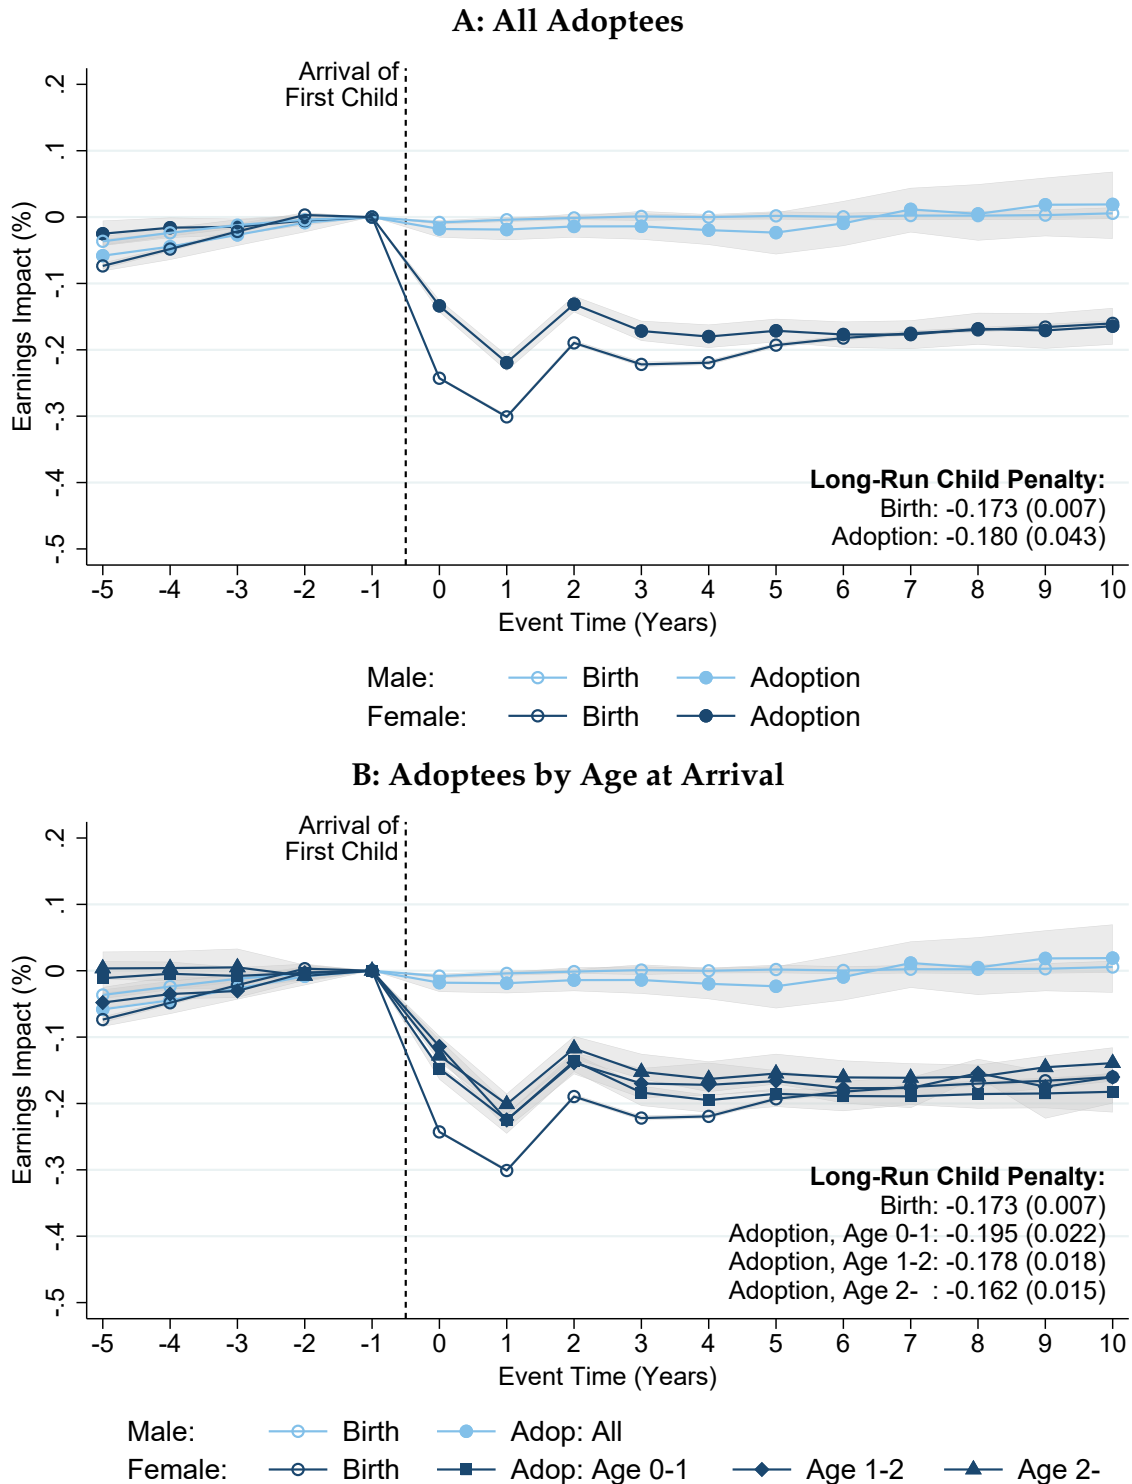 A: All Adoptees
Arrival of
First Child
.2
.1
0
-.1
-.2
-.3
-.4
-.5
Earnings Impact (%)
Long-Run Child Penalty:
Birth: -0.173 (0.007)
Adoption: -0.180 (0.043)
-5 -4 -3 -2 -1 0 1 2 3 4 5 6 7 8 9 10
Event Time (Years)
Male: Birth Adoption
Female: Birth Adoption
B: Adoptees by Age at Arrival
Arrival of
First Child
.2
.1
0
-.1
-.2
-.3
-.4
-.5
Earnings Impact (%)
Long-Run Child Penalty:
Birth: -0.173 (0.007)
Adoption, Age 0-1: -0.195 (0.022)
Adoption, Age 1-2: -0.178 (0.018)
Adoption, Age 2- : -0.162 (0.015)
-5 -4 -3 -2 -1 0 1 2 3 4 5 6 7 8 9 10
Event Time (Years)
Male: Birth Adop: All
Female: Birth Adop: Age 0-1 Age 1-2 Age 2-